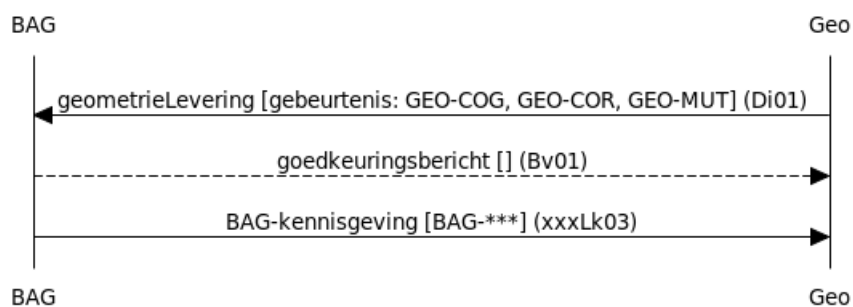 BAG Geo
geometrieLevering [gebeurtenis: GEO-COG, GEO-COR, GEO-MUT] (Di01)
goedkeuringsbericht [] (Bv01)
BAG-kennisgeving [BAG-***] (xxxLk03)
BAG Geo